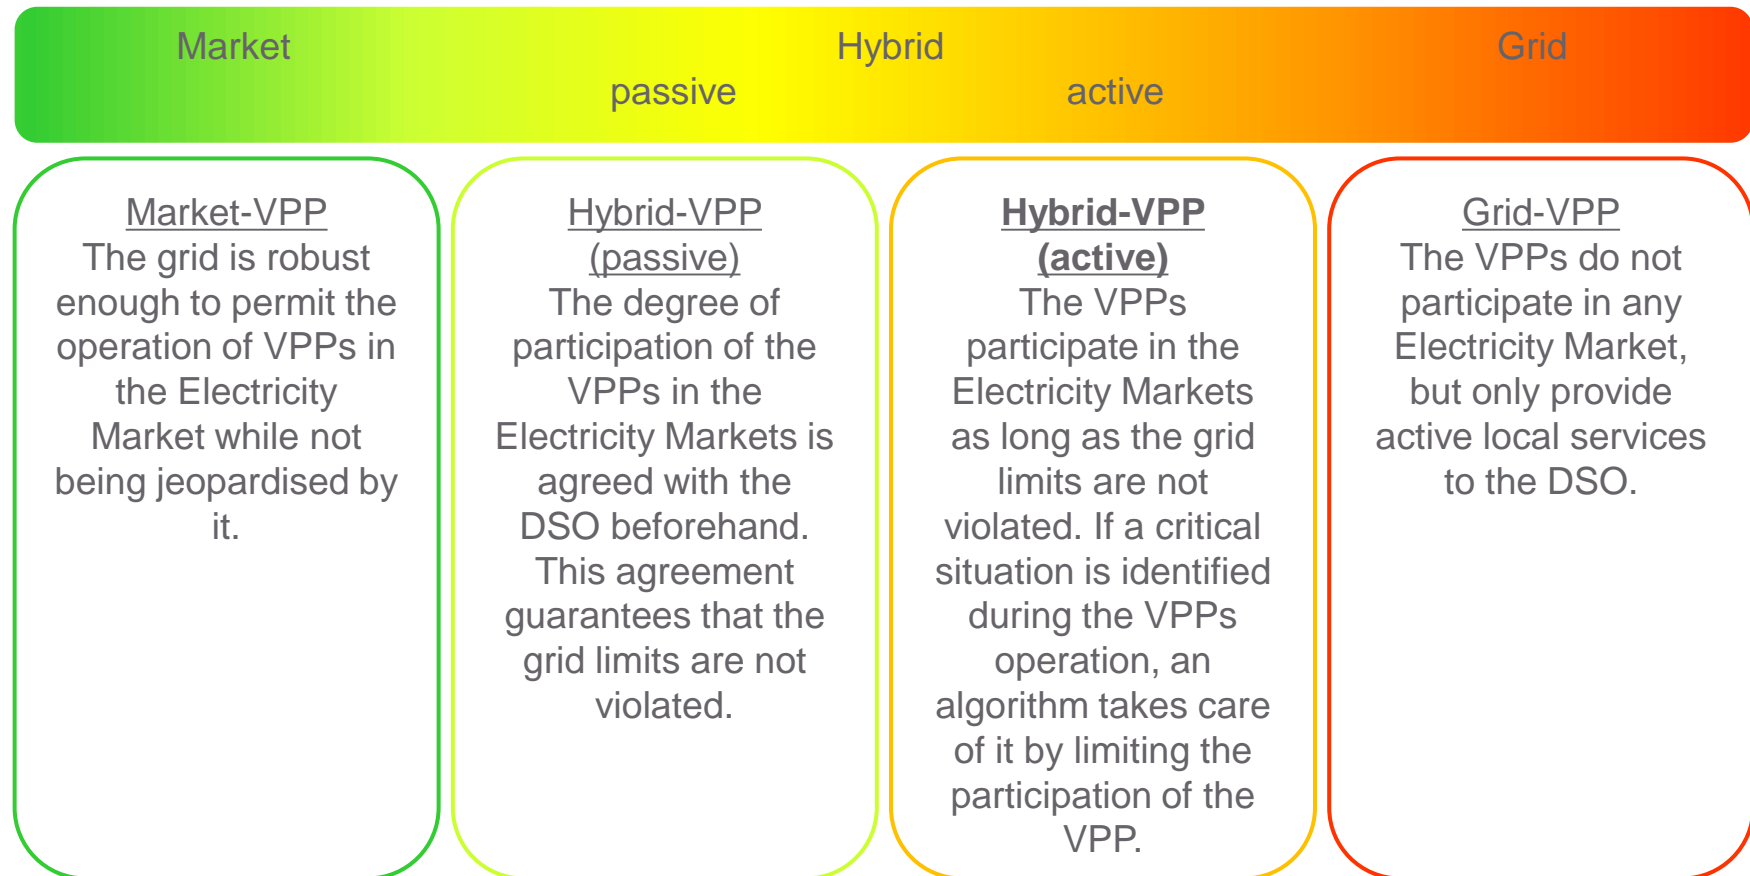 Market
Hybrid
Grid
passive
active
Market-VPP
The grid is robust
enough to permit the
operation of VPPs in
the Electricity
Market while not
being jeopardised by
it.
Hybrid-VPP
(passive)
The degree of
participation of the
VPPs in the
Electricity Markets is
agreed with the
DSO beforehand.
This agreement
guarantees that the
grid limits are not
violated.
Hybrid-VPP
(active)
The VPPs
participate in the
Electricity Markets
as long as the grid
limits are not
violated. If a critical
situation is identified
during the VPPs
operation, an
algorithm takes care
of it by limiting the
participation of the
VPP.
Grid-VPP
The VPPs do not
participate in any
Electricity Market,
but only provide
active local services
to the DSO.